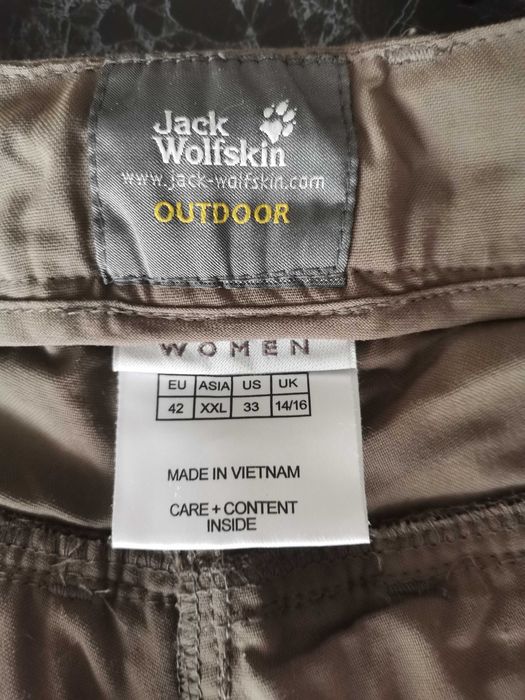 Jack
Wolfskin
www.jack-wolfskin.com
OUTDOOR
WOMEN
EU ASIA US UK
42 XXL 33 14/16
MADE IN VIETNAM
CARE + CONTENT
INSIDE